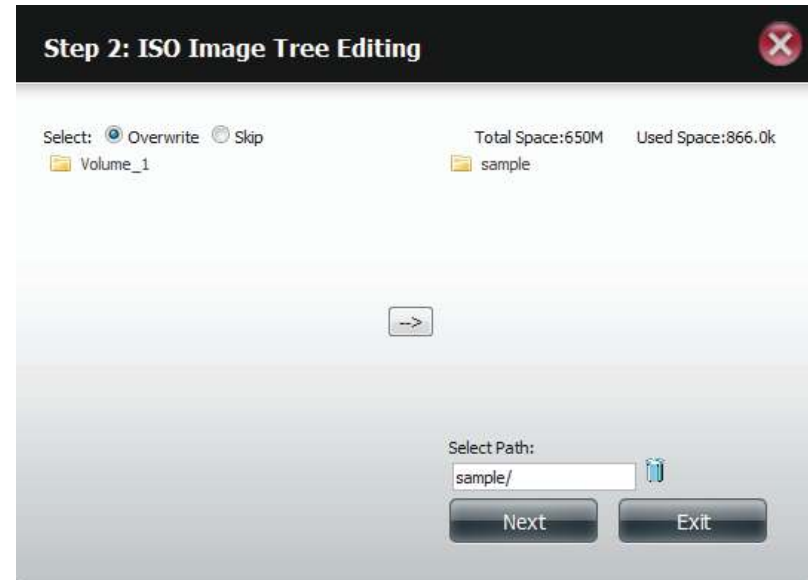 Step 2: ISO Image Tree Editing
Select: Overwrite Skip
Total Space:650M Used Space:866.0k
Volume_1
sample
-->
Select Path:
sample/
Next Exit